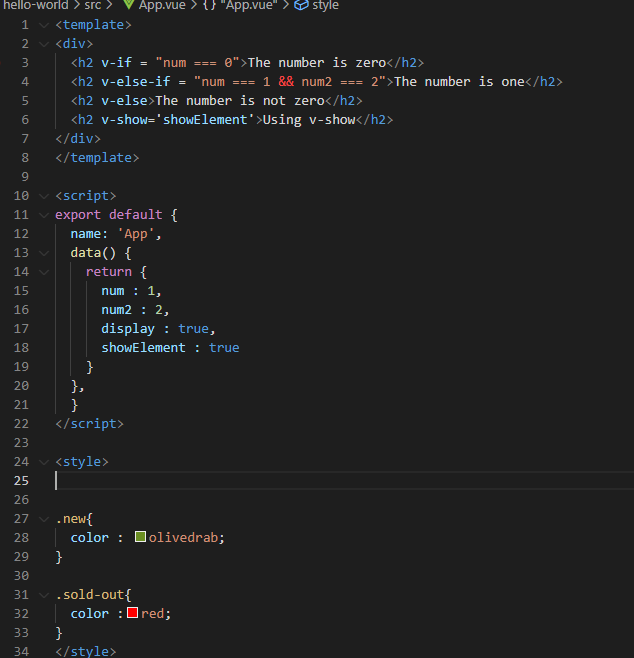 hello-world > src > App.vue > {} "App.vue" > style
1 <template>
2 <div>
3 <h2 v-if = "num === 0">The number is zero</h2>
4 <h2 v-else-if = "num === 1 && num2 === 2">The number is one</h2>
5 <h2 v-else>The number is not zero</h2>
6 <h2 v-show='showElement'>Using v-show</h2>
7 </div>
8 </template>
9
10 <script>
11 export default {
12 name: 'App',
13 data() {
14 return {
15 num : 1,
16 num2 : 2,
17 display : true,
18 showElement : true
19 }
20 },
21 }
22 </script>
23
24 <style>
25
26
27 .new{
28 color : olivedrab;
29 }
30
31 .sold-out{
32 color :red;
33 }
34 </style>